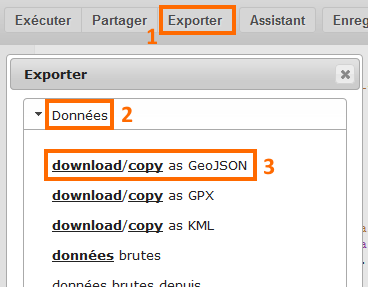 Exécuter Partager Exporter Assistant Enreg
1
Exporter
Données 2
download/copy as GeoJSON 3
download/copy as GPX
download/copy as KML
données brutes
données brutes depuis